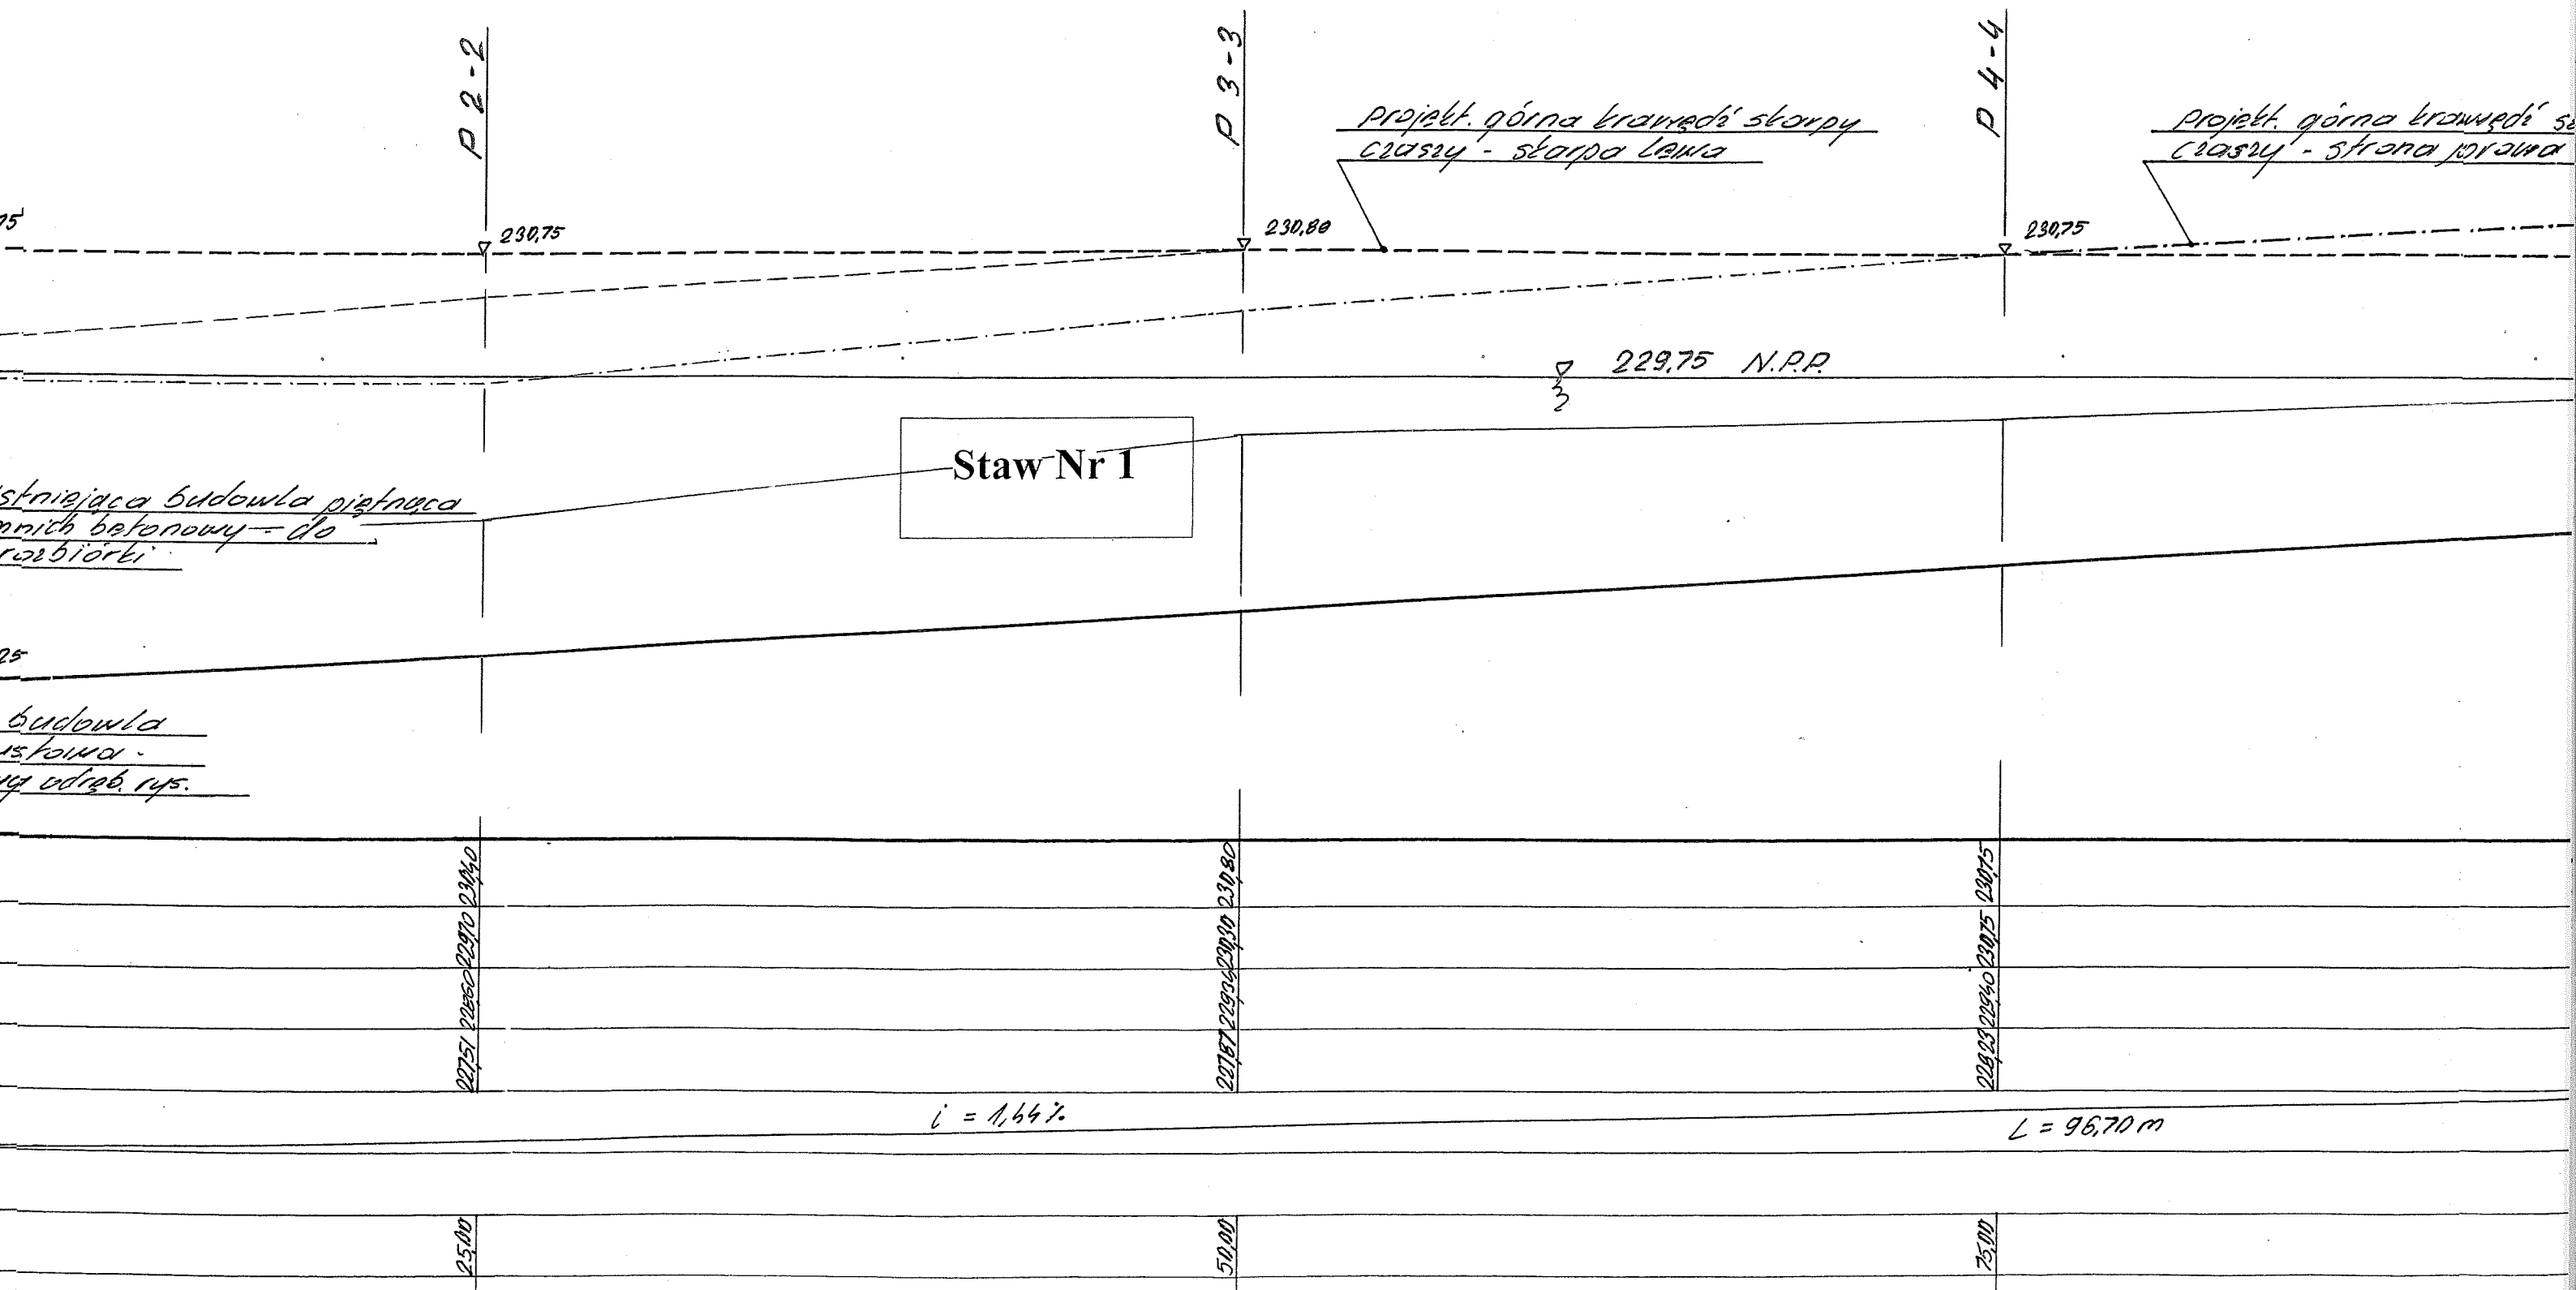 P 2-2
P 3-3
P 4-4
projekt. górna krawędź skarpy
czaszy - skarpa lewa
projekt. górna krawędź
czaszy - strona prawa
230,75
230,80
230,75
229,75 N.P.P.
Staw Nr 1
budowla piętrząca
mnich betonowy - do
rozbiórki
25
budowla
odręb. rys.
230,40
230,80
230,75
229,70
230,30
230,75
228,60
229,34
229,40
227,51
227,87
228,23
i = 1,44%
L = 96,70 m
25,00
50,00
75,00